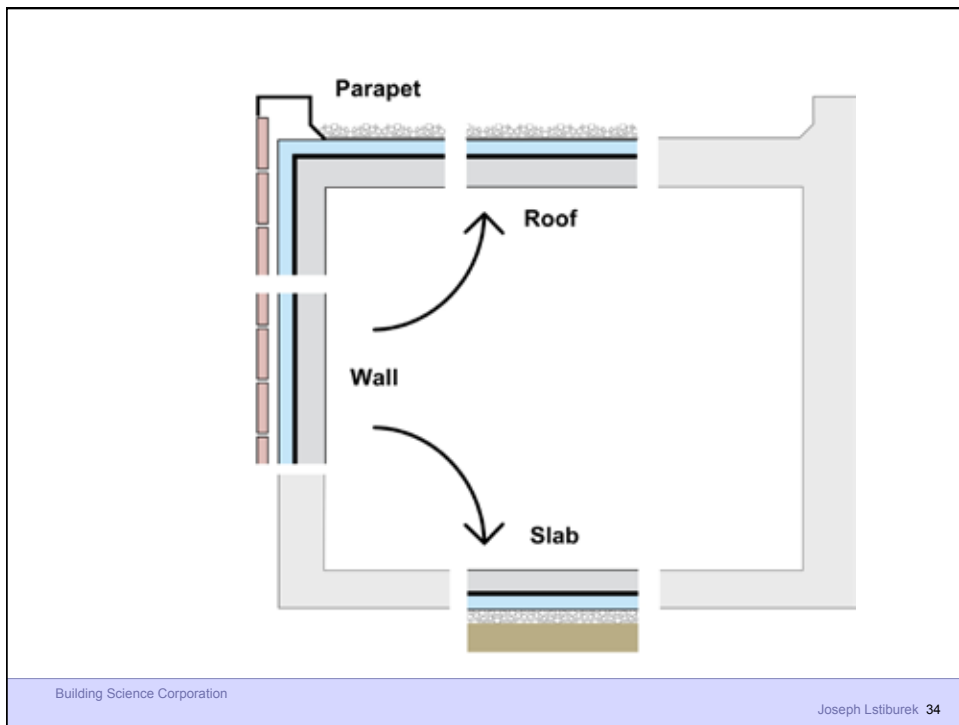 Parapet
Roof
Wall
Slab
Building Science Corporation
Joseph Lstiburek 34